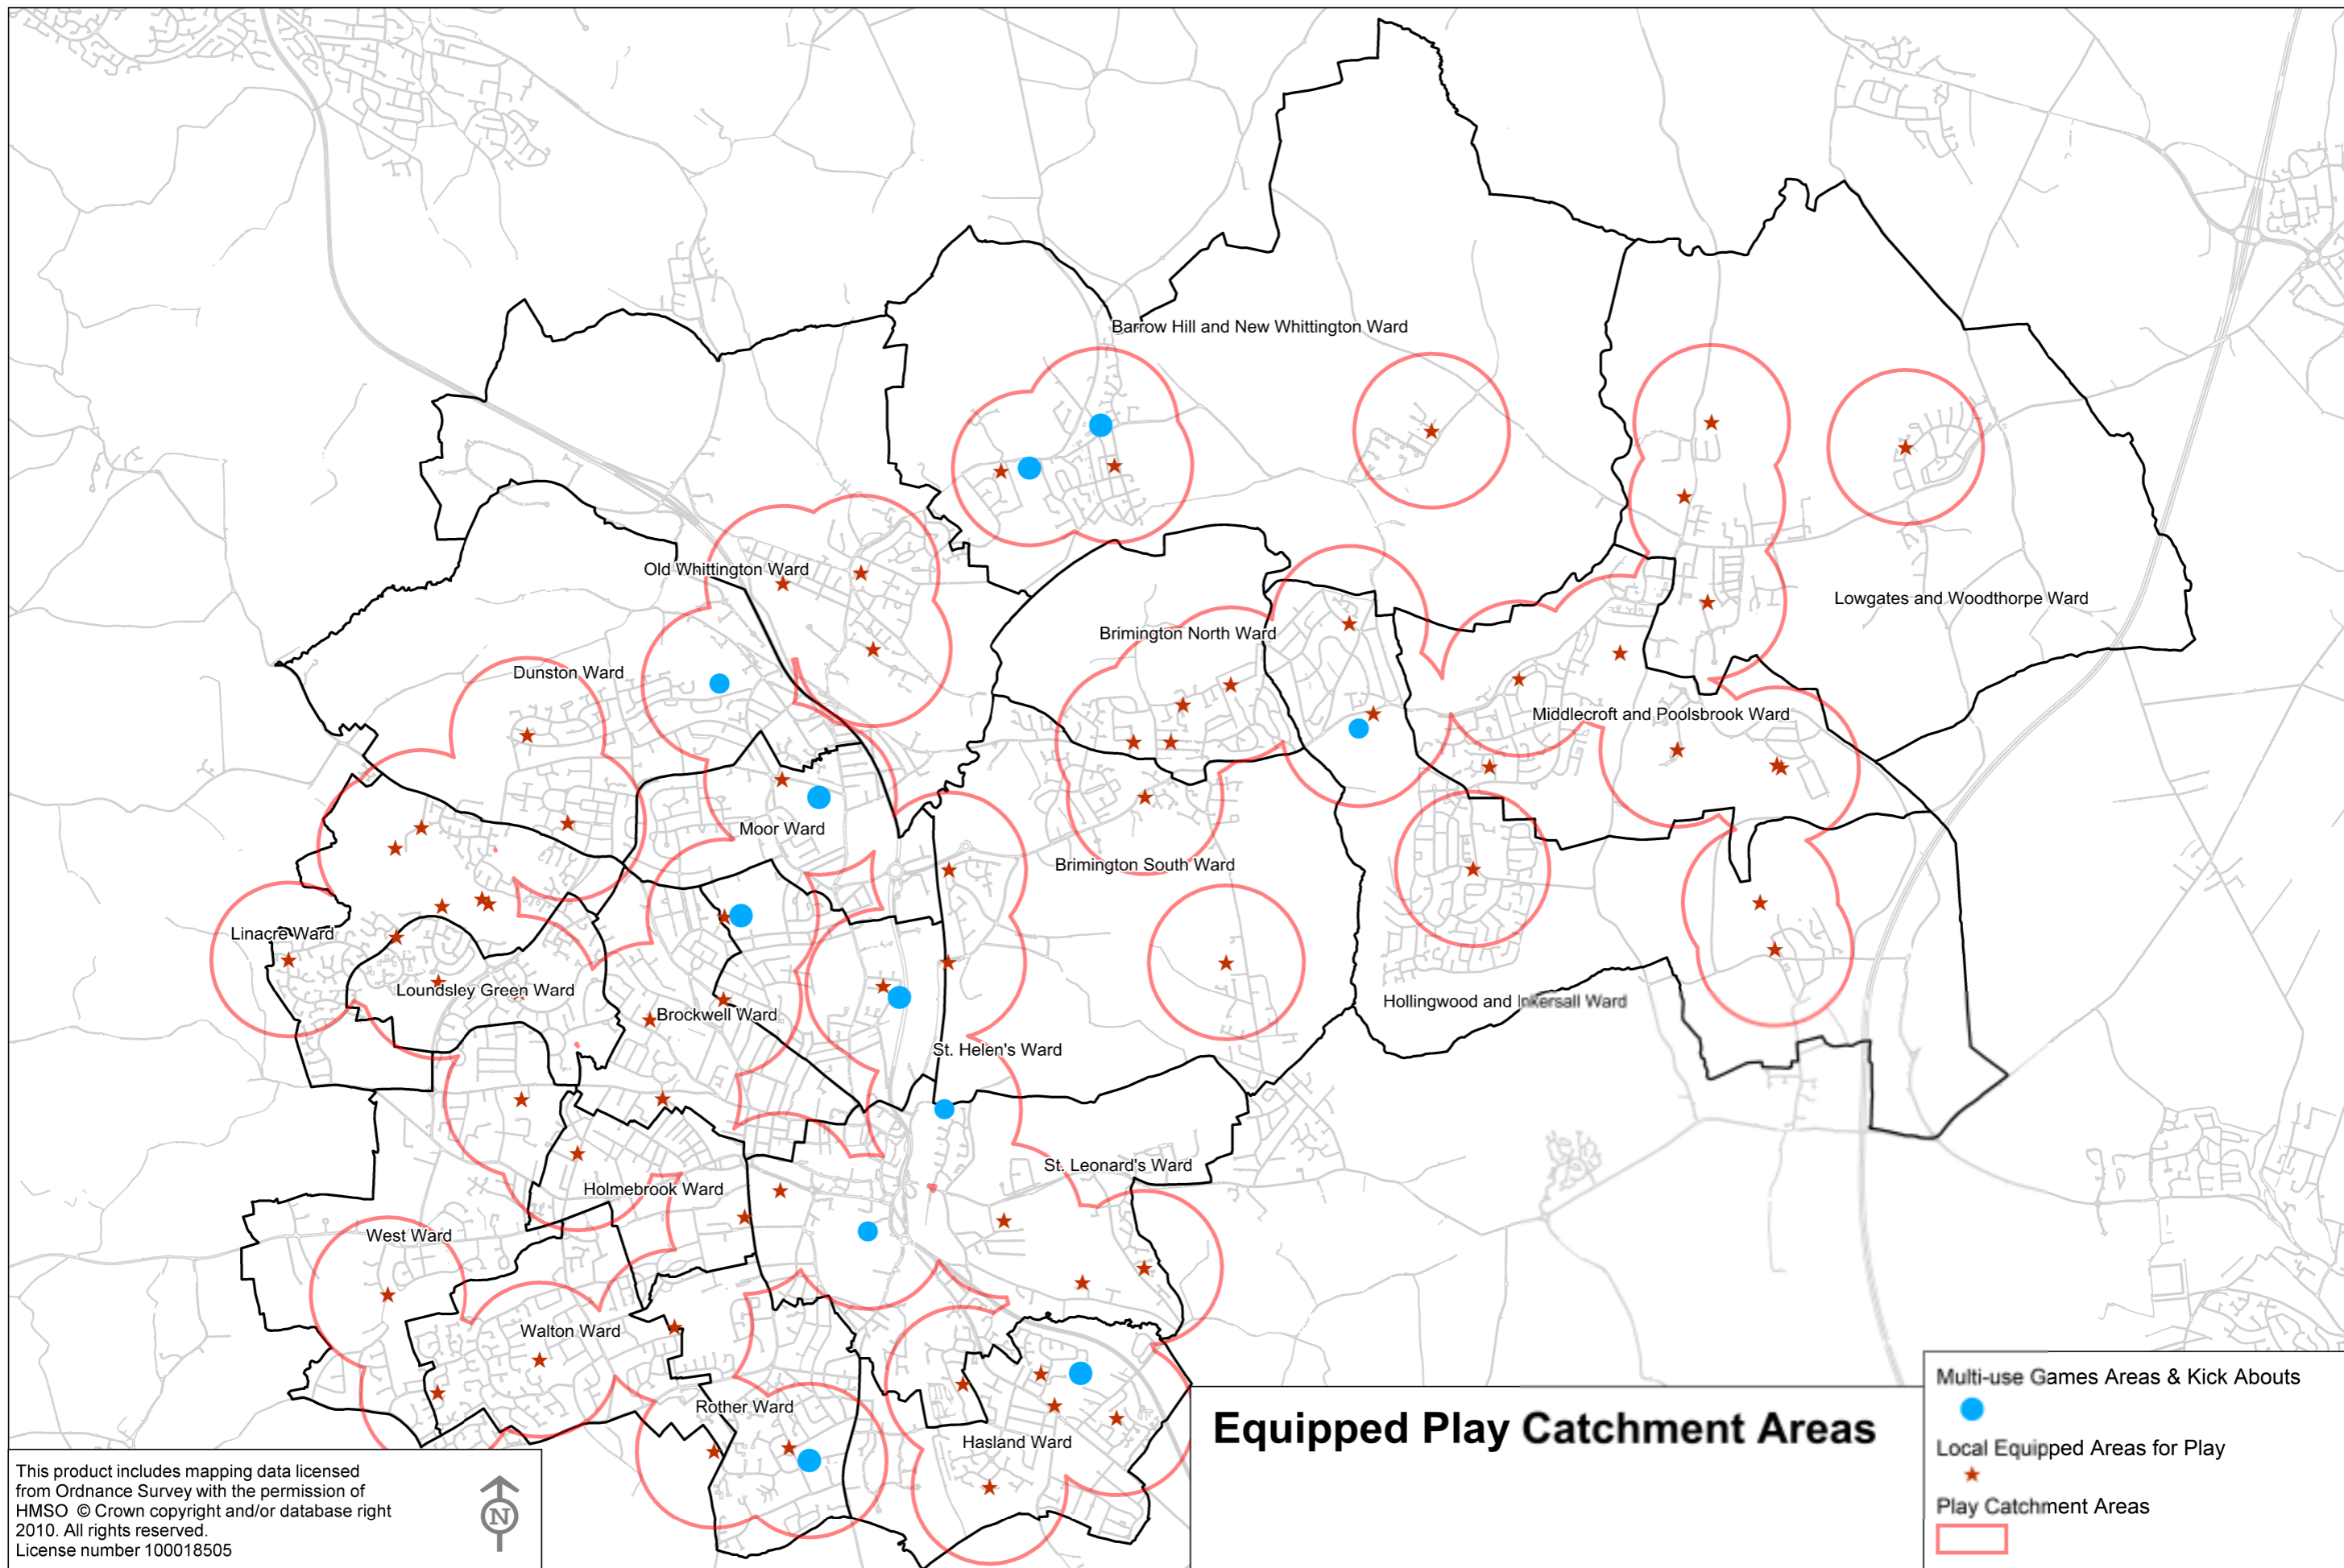 Barrow Hill and New Whittington Ward
Old Whittington Ward
Lowgates and Woodthorpe Ward
Brimington North Ward
Dunston Ward
Middlecroft and Poolsbrook Ward
Moor Ward
Brimington South Ward
Linacre Ward
Loundsley Green Ward
Hollingwood and Inkersall Ward
Brockwell Ward
St. Helen's Ward
St. Leonard's Ward
Holmebrook Ward
West Ward
Walton Ward
Rother Ward
Hasland Ward
Equipped Play Catchment Areas
Multi-use Games Areas & Kick Abouts
Local Equipped Areas for Play
Play Catchment Areas
This product includes mapping data licensed
from Ordnance Survey with the permission of
HMSO © Crown copyright and/or database right
2010. All rights reserved.
License number 100018505
N